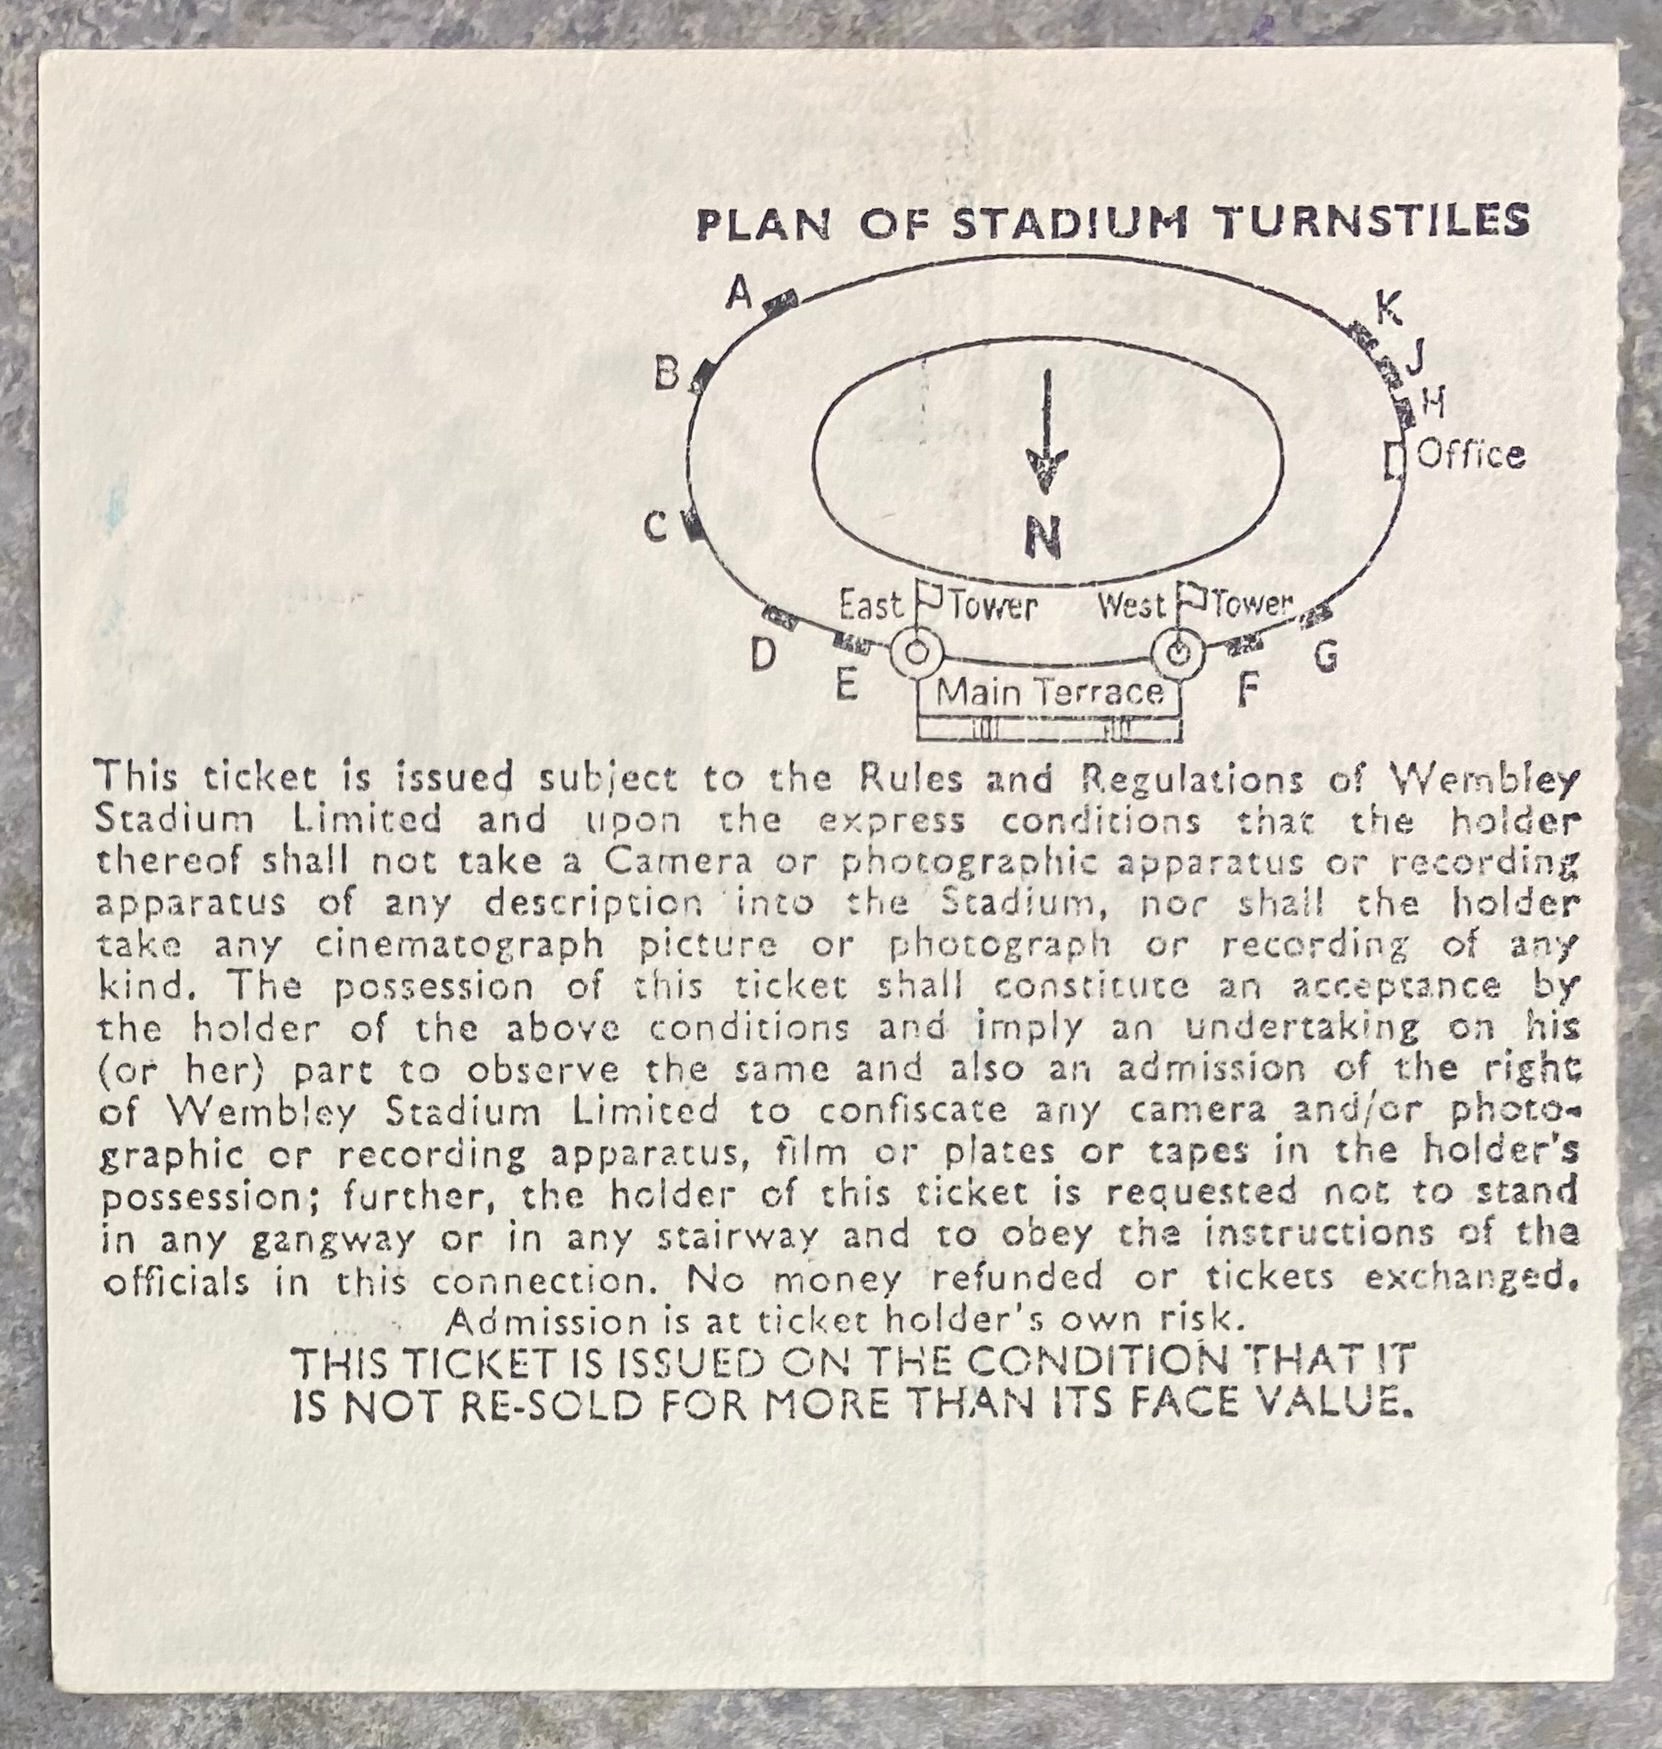 PLAN OF STADIUM TURNSTILES
A
K
B
J
H
Office
C
N
East Tower West Tower
D
E
G
Main Terrace
F
This ticket is issued subject to the Rules and Regulations of Wembley
Stadium Limited and upon the express conditions that the holder
thereof shall not take a Camera or photographic apparatus or recording
apparatus of any description into the Stadium, nor shall the holder
take any cinematograph picture or photograph or recording of any
kind. The possession of this ticket shall constitute an acceptance by
the holder of the above conditions and imply an undertaking on his
(or her) part to observe the same and also an admission of the right
of Wembley Stadium Limited to confiscate any camera and/or photo-
graphic or recording apparatus, film or plates or tapes in the holder's
possession; further, the holder of this ticket is requested not to stand
in any gangway or in any stairway and to obey the instructions of the
officials in this connection. No money refunded or tickets exchanged.
Admission is at ticket holder's own risk.
THIS TICKET IS ISSUED ON THE CONDITION THAT IT
IS NOT RE-SOLD FOR MORE THAN ITS FACE VALUE.